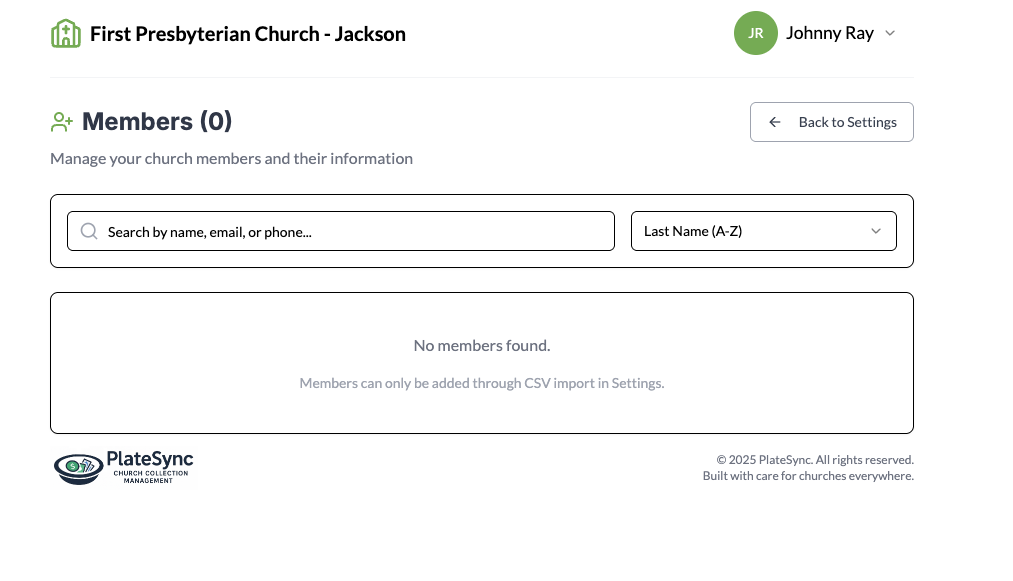 First Presbyterian Church - Jackson
JR
Johnny Ray
Members (0)
Back to Settings
Manage your church members and their information
Search by name, email, or phone...
Last Name (A-Z)
No members found.
Members can only be added through CSV import in Settings.
PlateSync
CHURCH COLLECTION
MANAGEMENT
© 2025 PlateSync. All rights reserved.
Built with care for churches everywhere.